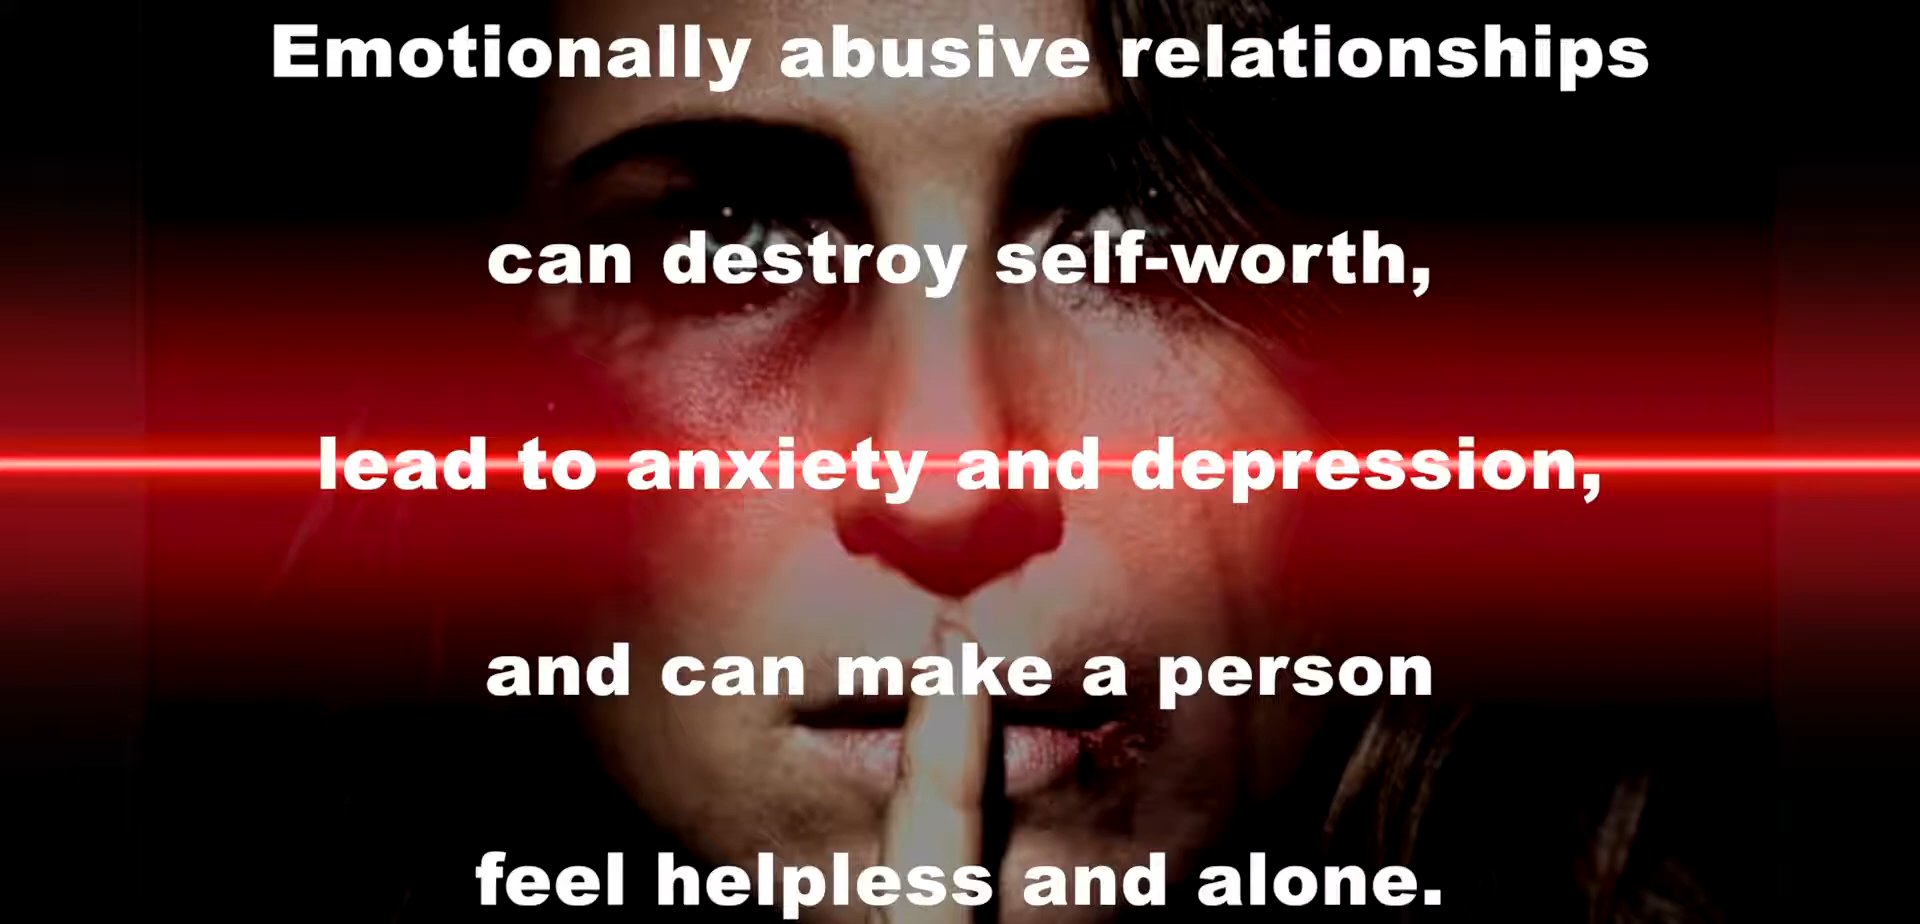 Emotionally abusive relationships
can destroy self-worth,
lead to anxiety and depression,
and can make a person
feel helpless and alone.